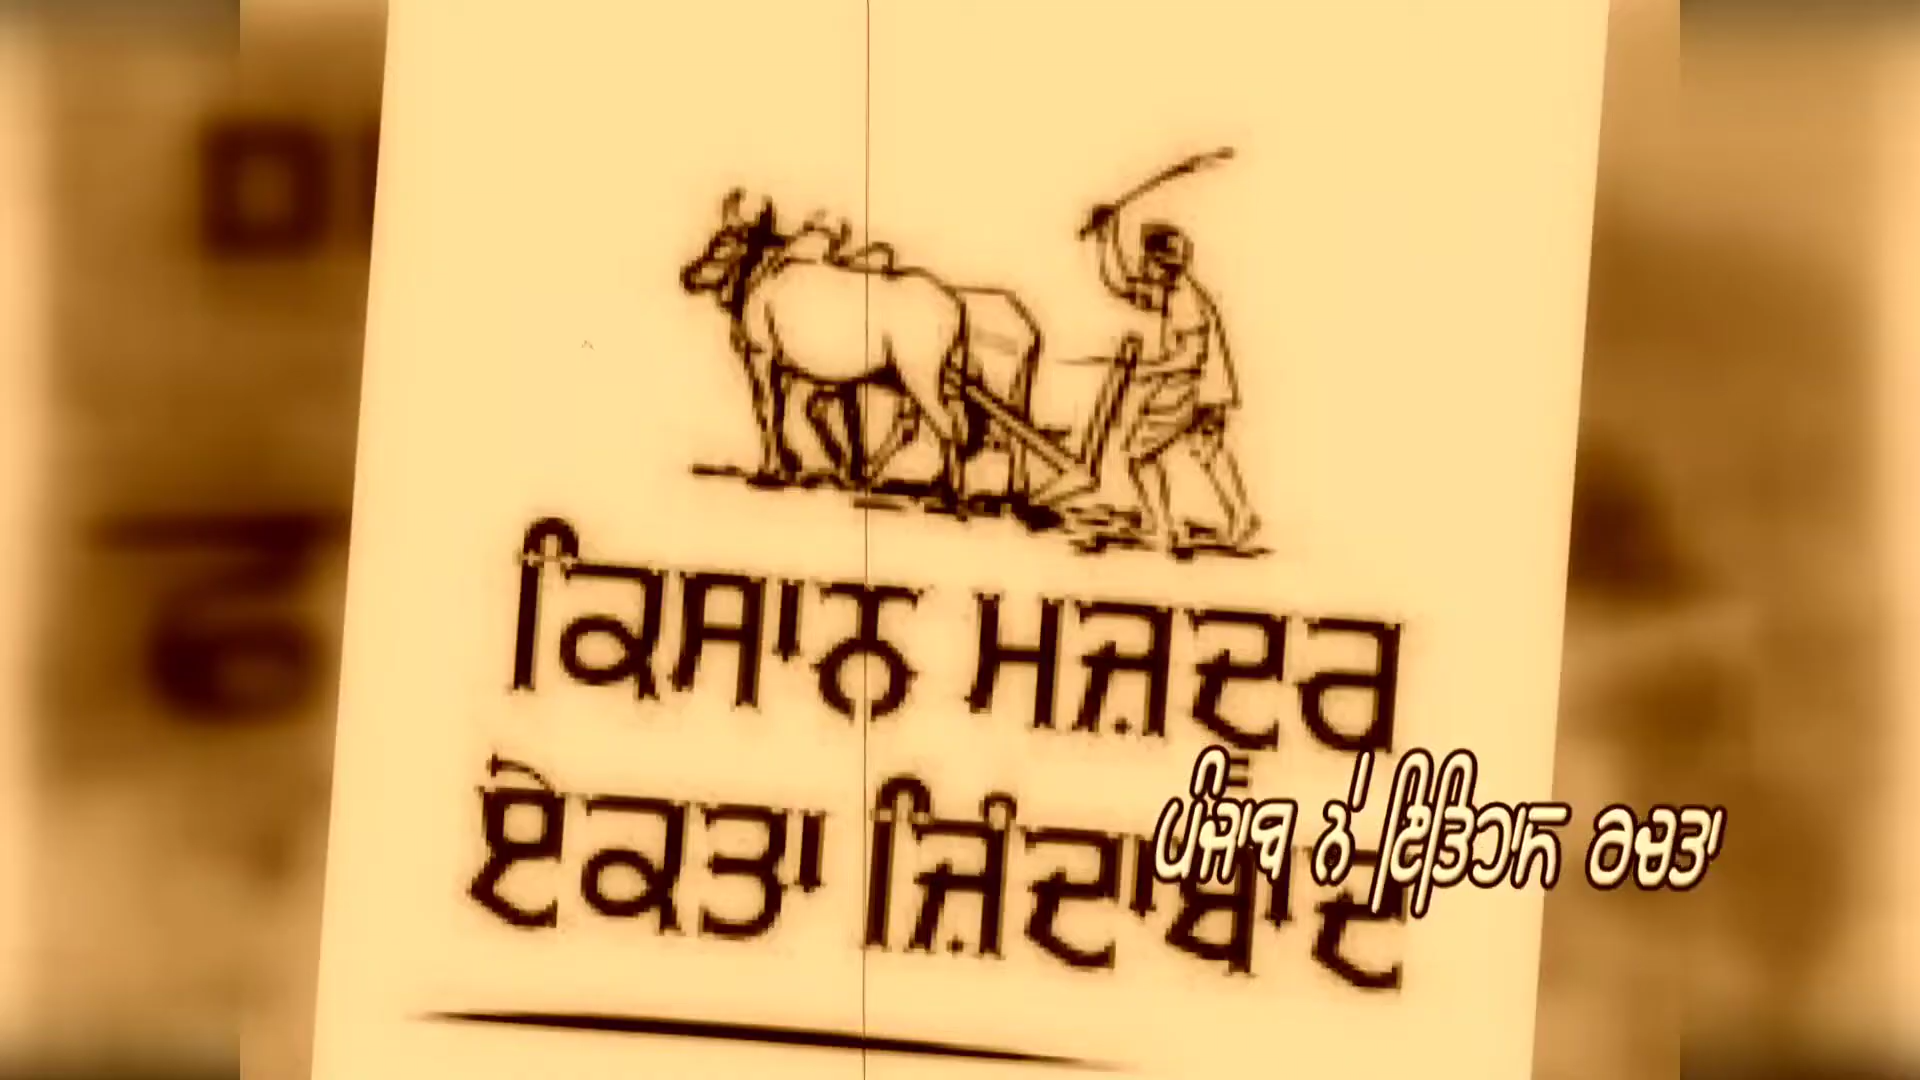 ਕਿਸਾਨ ਮਜ਼ਦੂਰ
ਏਕਤਾ ਜ਼ਿੰਦਾਬਾਦ
ਪੰਜਾਬ ਨੇ ਇਤਿਹਾਸ ਰਚਤਾ